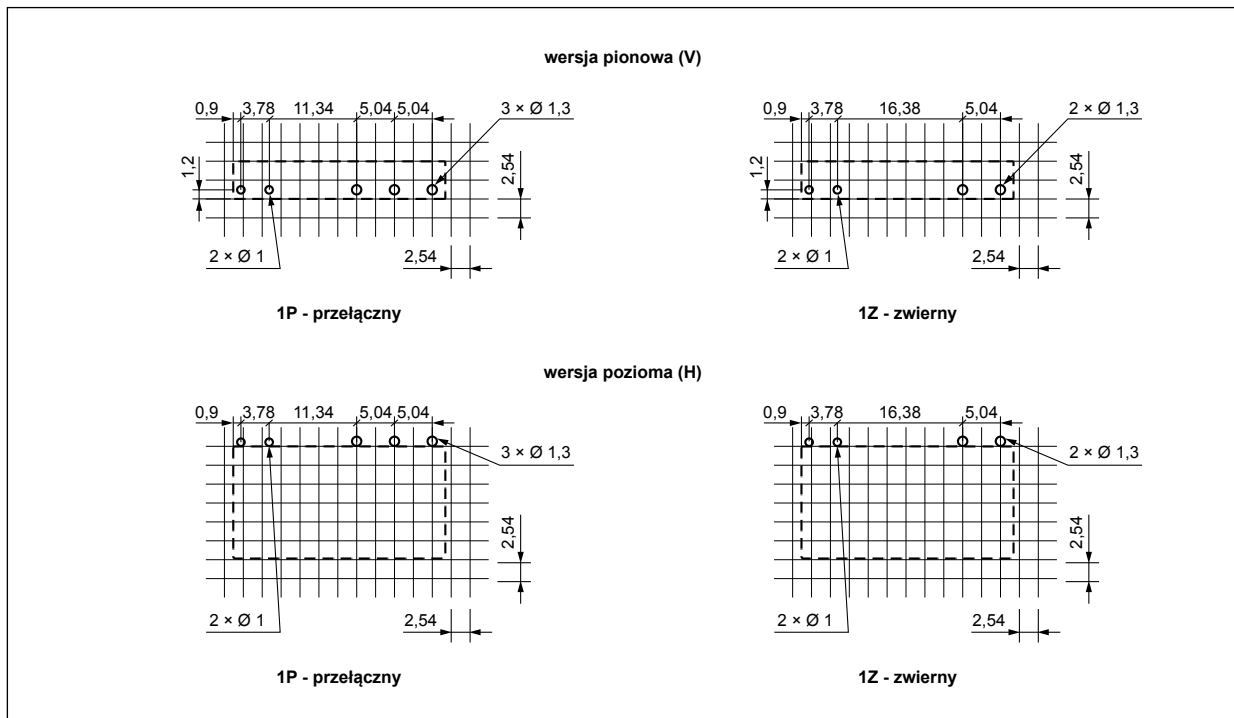 wersja pionowa (V)
0,9 3,78 11,34 5,04 5,04 3 × Ø 1,3
1,2
2,54
2 × Ø 1 2,54
1P - przełączny
0,9 3,78 16,38 5,04 2 × Ø 1,3
1,2
2,54
2 × Ø 1 2,54
1Z - zwierny
wersja pozioma (H)
0,9 3,78 11,34 5,04 5,04
3 × Ø 1,3
2,54
2 × Ø 1 2,54
1P - przełączny
0,9 3,78 16,38 5,04
2 × Ø 1,3
2,54
2 × Ø 1 2,54
1Z - zwierny